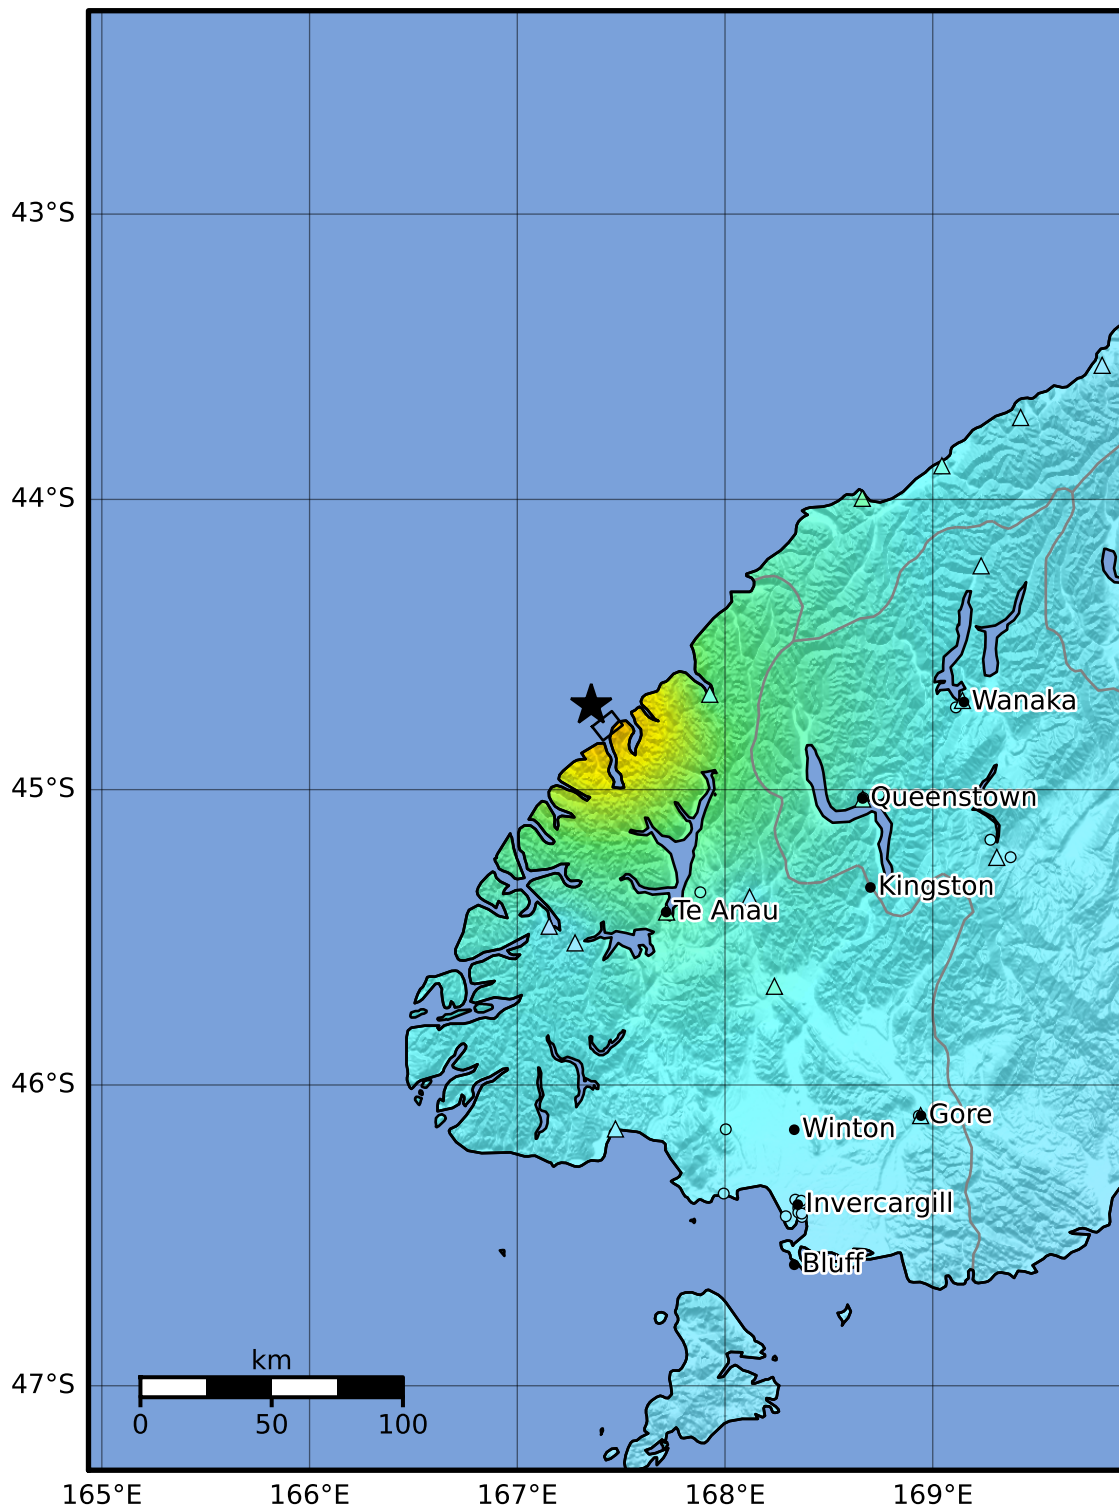 43°S
44°S
Wanaka
45°S
Queenstown
Kingston
Te Anau
46°S
Gore
Winton
Invercargill
Bluff
km
47°S
0 50 100
165°E 166°E 167°E 168°E 169°E